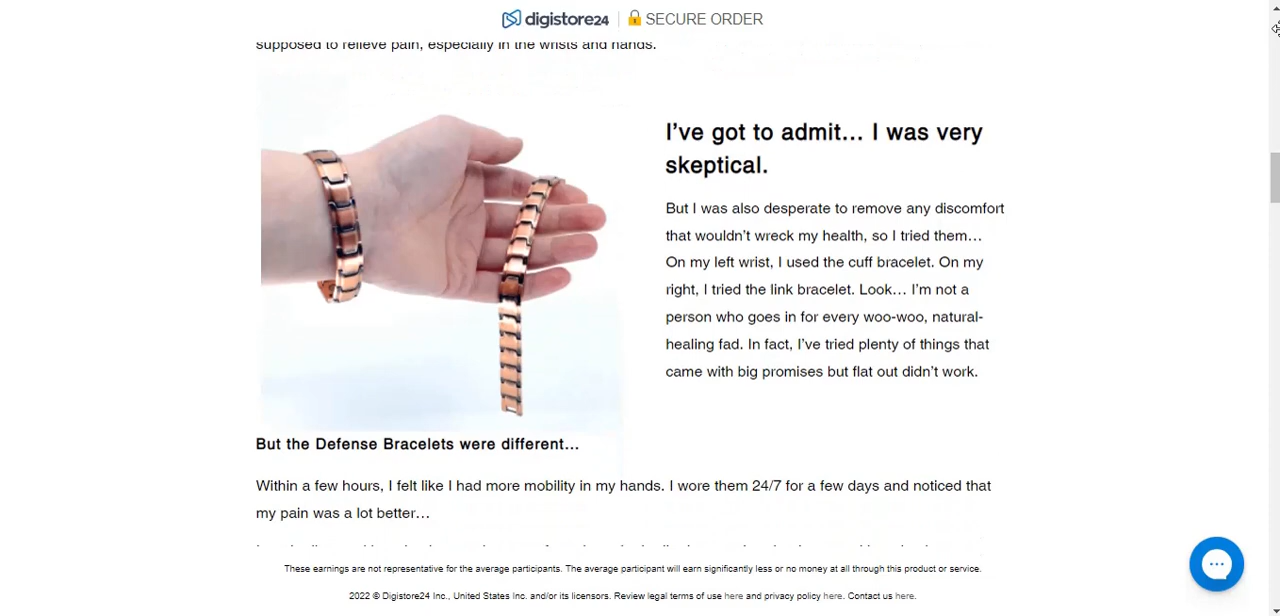 digistore24 SECURE ORDER
supposed to relieve pain, especially in the wrists and hands.
I’ve got to admit… I was very
skeptical.
But I was also desperate to remove any discomfort
that wouldn’t wreck my health, so I tried them…
On my left wrist, I used the cuff bracelet. On my
right, I tried the link bracelet. Look… I’m not a
person who goes in for every woo-woo, natural-
healing fad. In fact, I’ve tried plenty of things that
came with big promises but flat out didn’t work.
But the Defense Bracelets were different…
Within a few hours, I felt like I had more mobility in my hands. I wore them 24/7 for a few days and noticed that
my pain was a lot better…
These earnings are not representative for the average participants. The average participant will earn significantly less or no money at all through this product or service.
2022 © Digistore24 Inc., United States Inc. and/or its licensors. Review legal terms of use here and privacy policy here. Contact us here.